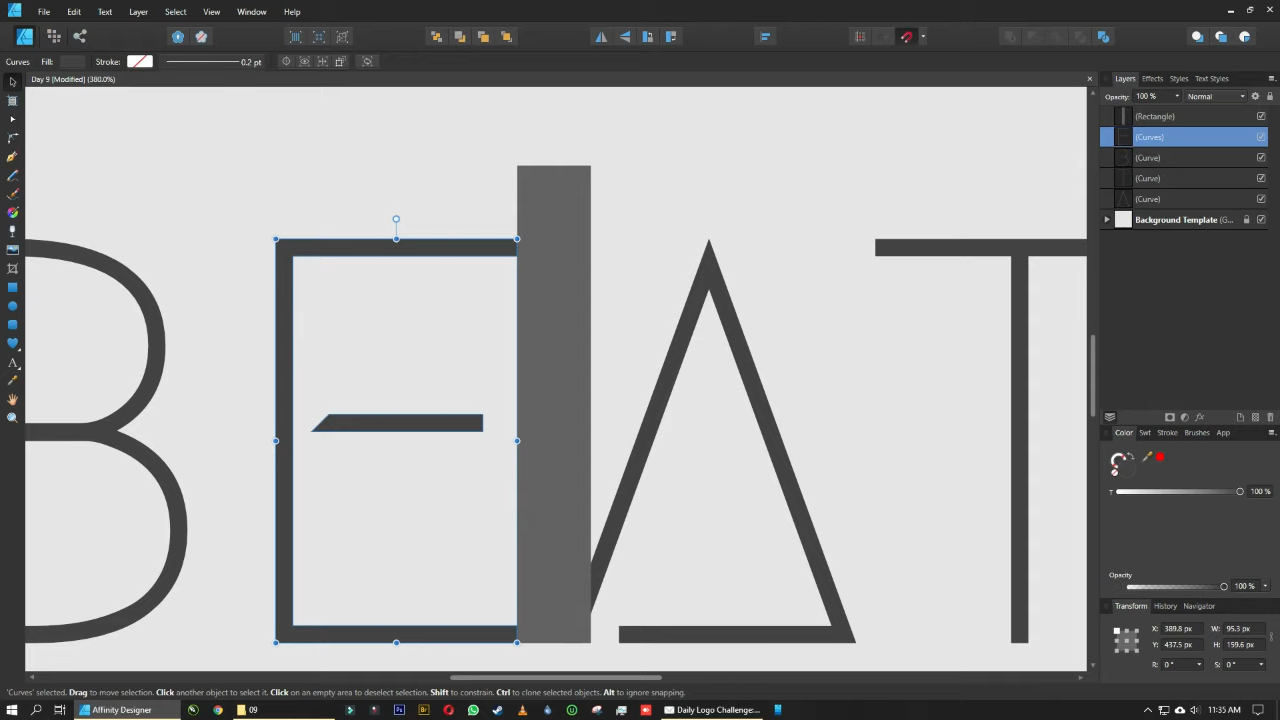 File Edit Text Layer Select View Window Help
Curves Fill: Stroke: 0.2 pt
Day 9 [Modified] (380.0%)
BEAT
Layers Effects Styles Text Styles
Opacity: 100 % Normal
(Rectangle)
(Curves)
(Curve)
(Curve)
(Curve)
Background Template (G...
Color Swt Stroke Brushes App
T 100 %
Opacity
100 %
Transform History Navigator
X: 389.8 px W: 95.3 px
Y: 437.5 px H: 159.6 px
R: 0 ° S: 0 °
'Curves' selected. Drag to move selection. Click another object to select it. Click on an empty area to deselect selection. Shift to constrain. Ctrl to clone selected objects. Alt to ignore snapping.
Affinity Designer 09 Daily Logo Challenge:... 11:35 AM